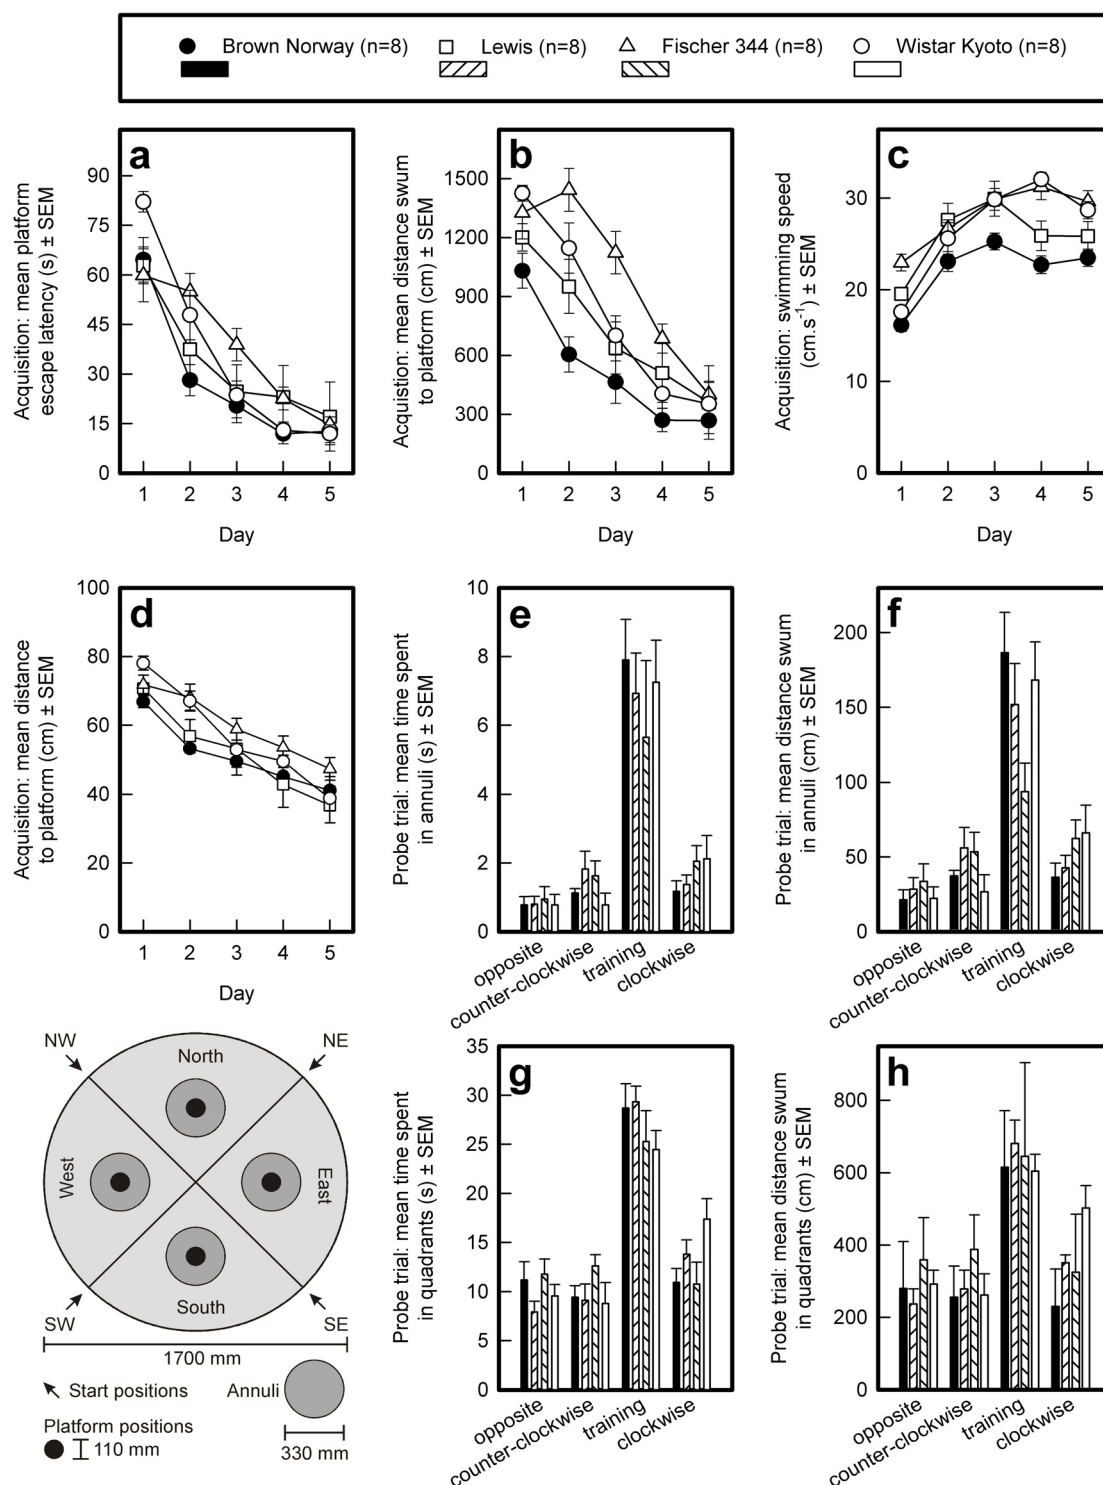 Brown Norway (n=8)
Lewis (n=8)
Fischer 344 (n=8)
Wistar Kyoto (n=8)
a
Acquisition: mean platform
escape latency (s) ± SEM
90
75
60
45
30
15
0
1 2 3 4 5
Day
b
Acquistion: mean distance swum
to platform (cm) ± SEM
1500
1200
900
600
300
0
1 2 3 4 5
Day
c
Acquisition: swimming speed
(cm.s⁻¹) ± SEM
30
20
10
0
1 2 3 4 5
Day
d
Acquisition: mean distance
to platform (cm) ± SEM
100
80
60
40
20
0
1 2 3 4 5
Day
e
Probe trial: mean time spent
in annuli (s) ± SEM
10
8
6
4
2
0
opposite
counter-clockwise
training
clockwise
f
Probe trial: mean distance swum
in annuli (cm) ± SEM
200
150
100
50
0
opposite
counter-clockwise
training
clockwise
NW
NE
North
West
East
South
SW
SE
1700 mm
Start positions
Annuli
Platform positions
110 mm
330 mm
g
Probe trial: mean time spent
in quadrants (s) ± SEM
35
30
25
20
15
10
5
0
opposite
counter-clockwise
training
clockwise
h
Probe trial: mean distance swum
in quadrants (cm) ± SEM
800
600
400
200
0
opposite
counter-clockwise
training
clockwise